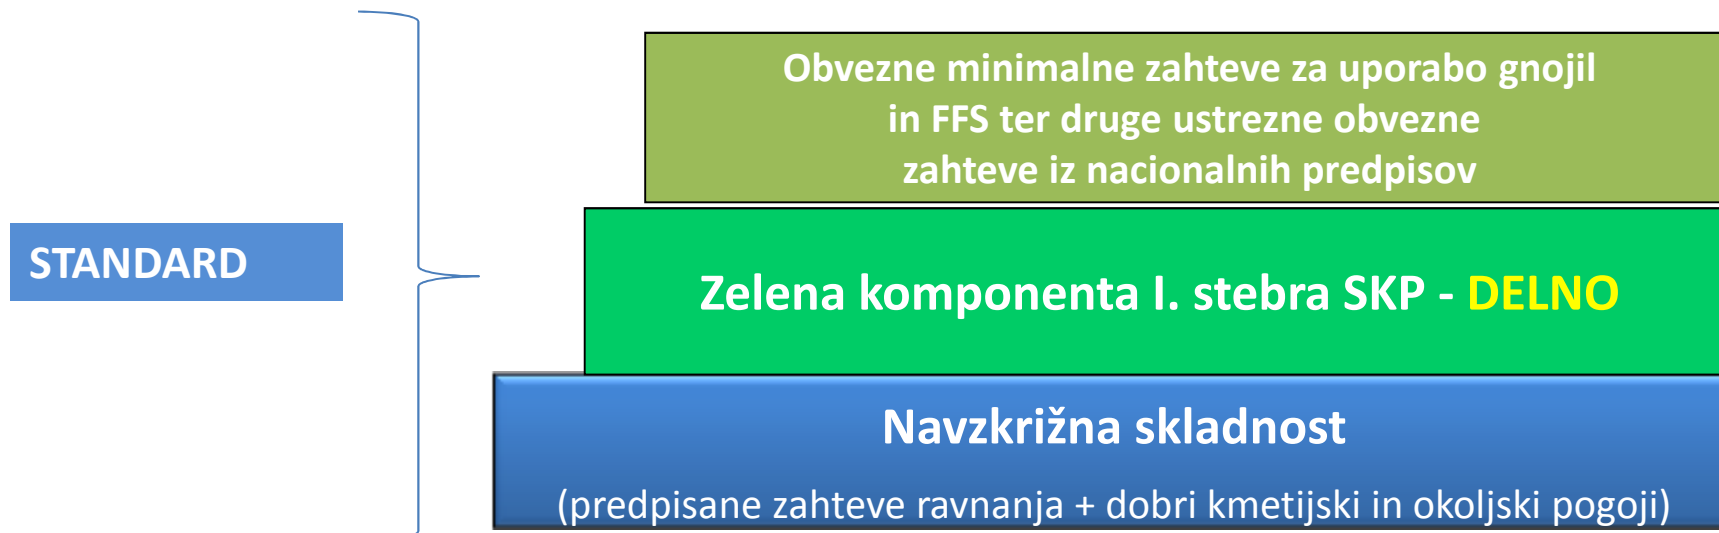 STANDARD
Obvezne minimalne zahteve za uporabo gnojil
in FFS ter druge ustrezne obvezne
zahteve iz nacionalnih predpisov
Zelena komponenta I. stebra SKP - DELNO
Navzkrižna skladnost
(predpisane zahteve ravnanja + dobri kmetijski in okoljski pogoji)